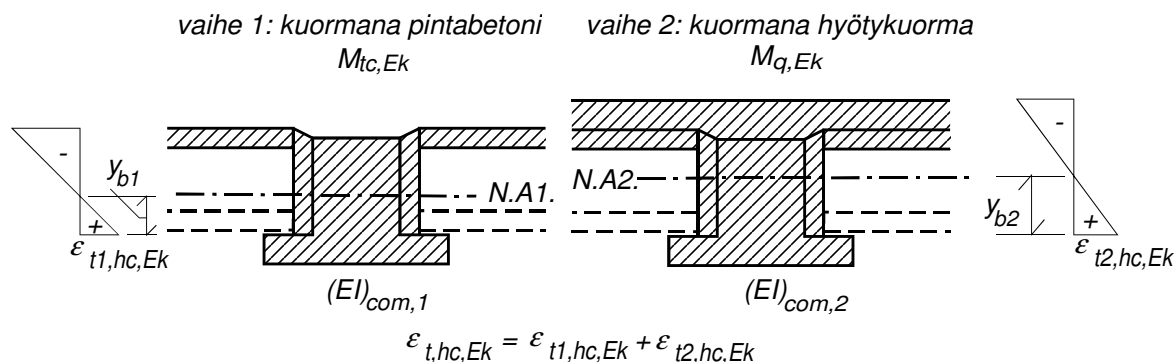 vaihe 1: kuormana pintabetoni
M_tc,Ek
vaihe 2: kuormana hyötykuorma
M_q,Ek
-
y_b1
+
ε_t1,hc,Ek
N.A1.
N.A2.
-
y_b2
+
ε_t2,hc,Ek
(EI)_com,1
(EI)_com,2
ε_t,hc,Ek = ε_t1,hc,Ek + ε_t2,hc,Ek